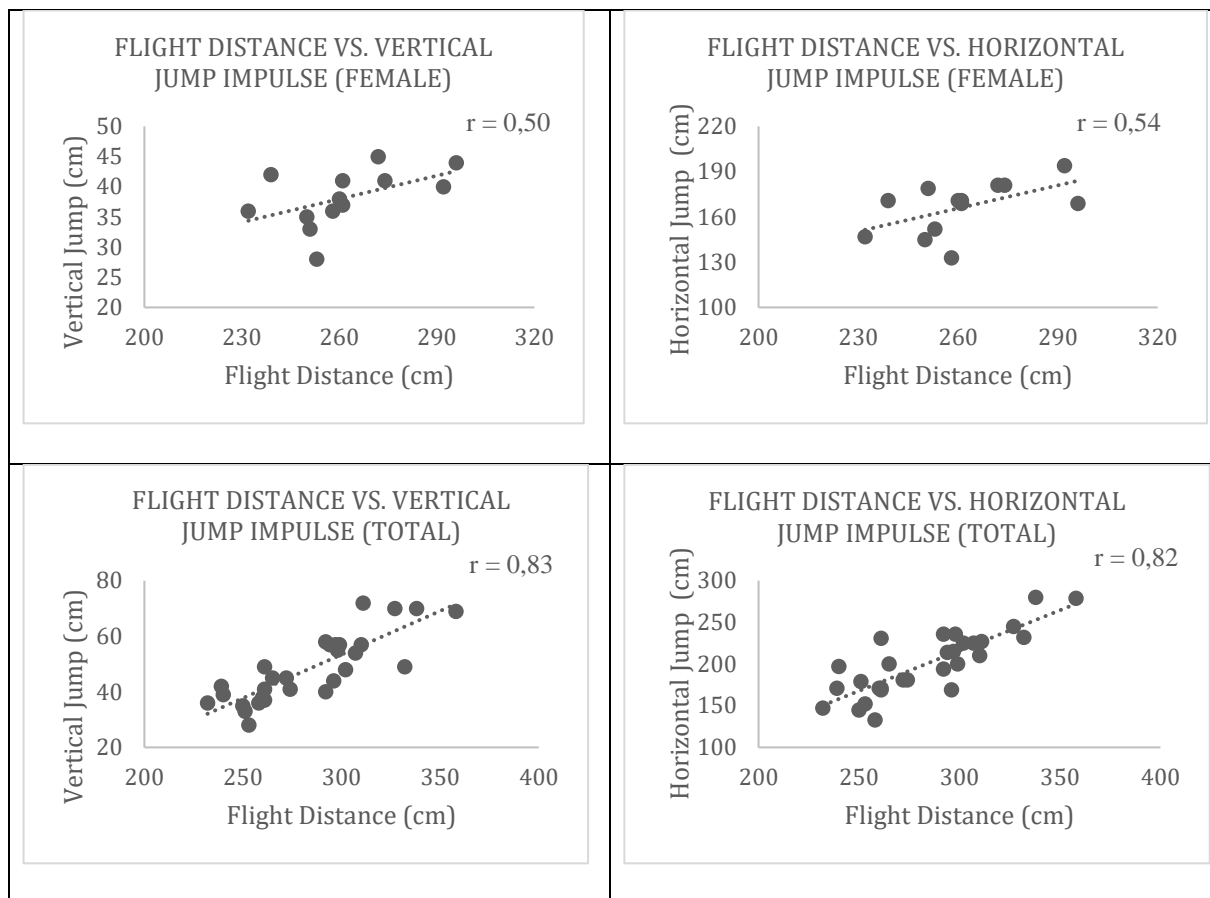 FLIGHT DISTANCE VS. VERTICAL
JUMP IMPULSE (FEMALE)
r = 0,50
Vertical Jump (cm)
50
45
40
35
30
25
20
200
230
260
290
320
Flight Distance (cm)
FLIGHT DISTANCE VS. HORIZONTAL
JUMP IMPULSE (FEMALE)
r = 0,54
Horizontal Jump (cm)
220
190
160
130
100
200
230
260
290
320
Flight Distance (cm)
FLIGHT DISTANCE VS. VERTICAL
JUMP IMPULSE (TOTAL)
r = 0,83
Vertical Jump (cm)
80
60
40
20
200
250
300
350
400
Flight Distance (cm)
FLIGHT DISTANCE VS. HORIZONTAL
JUMP IMPULSE (TOTAL)
r = 0,82
Horizontal Jump (cm)
300
250
200
150
100
200
250
300
350
400
Flight Distance (cm)